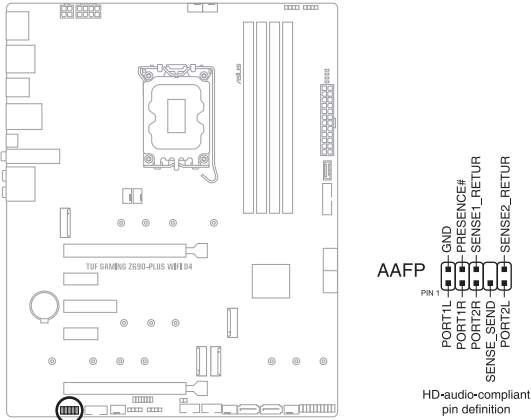 /SUS
TUF GAMING Z690-PLUS WIFI D4
AAFP
PIN 1
GND
PRESENCE#
SENSE1_RETUR
SENSE2_RETUR
PORT1L
PORT1R
PORT2R
SENSE_SEND
PORT2L
HD-audio-compliant
pin definition